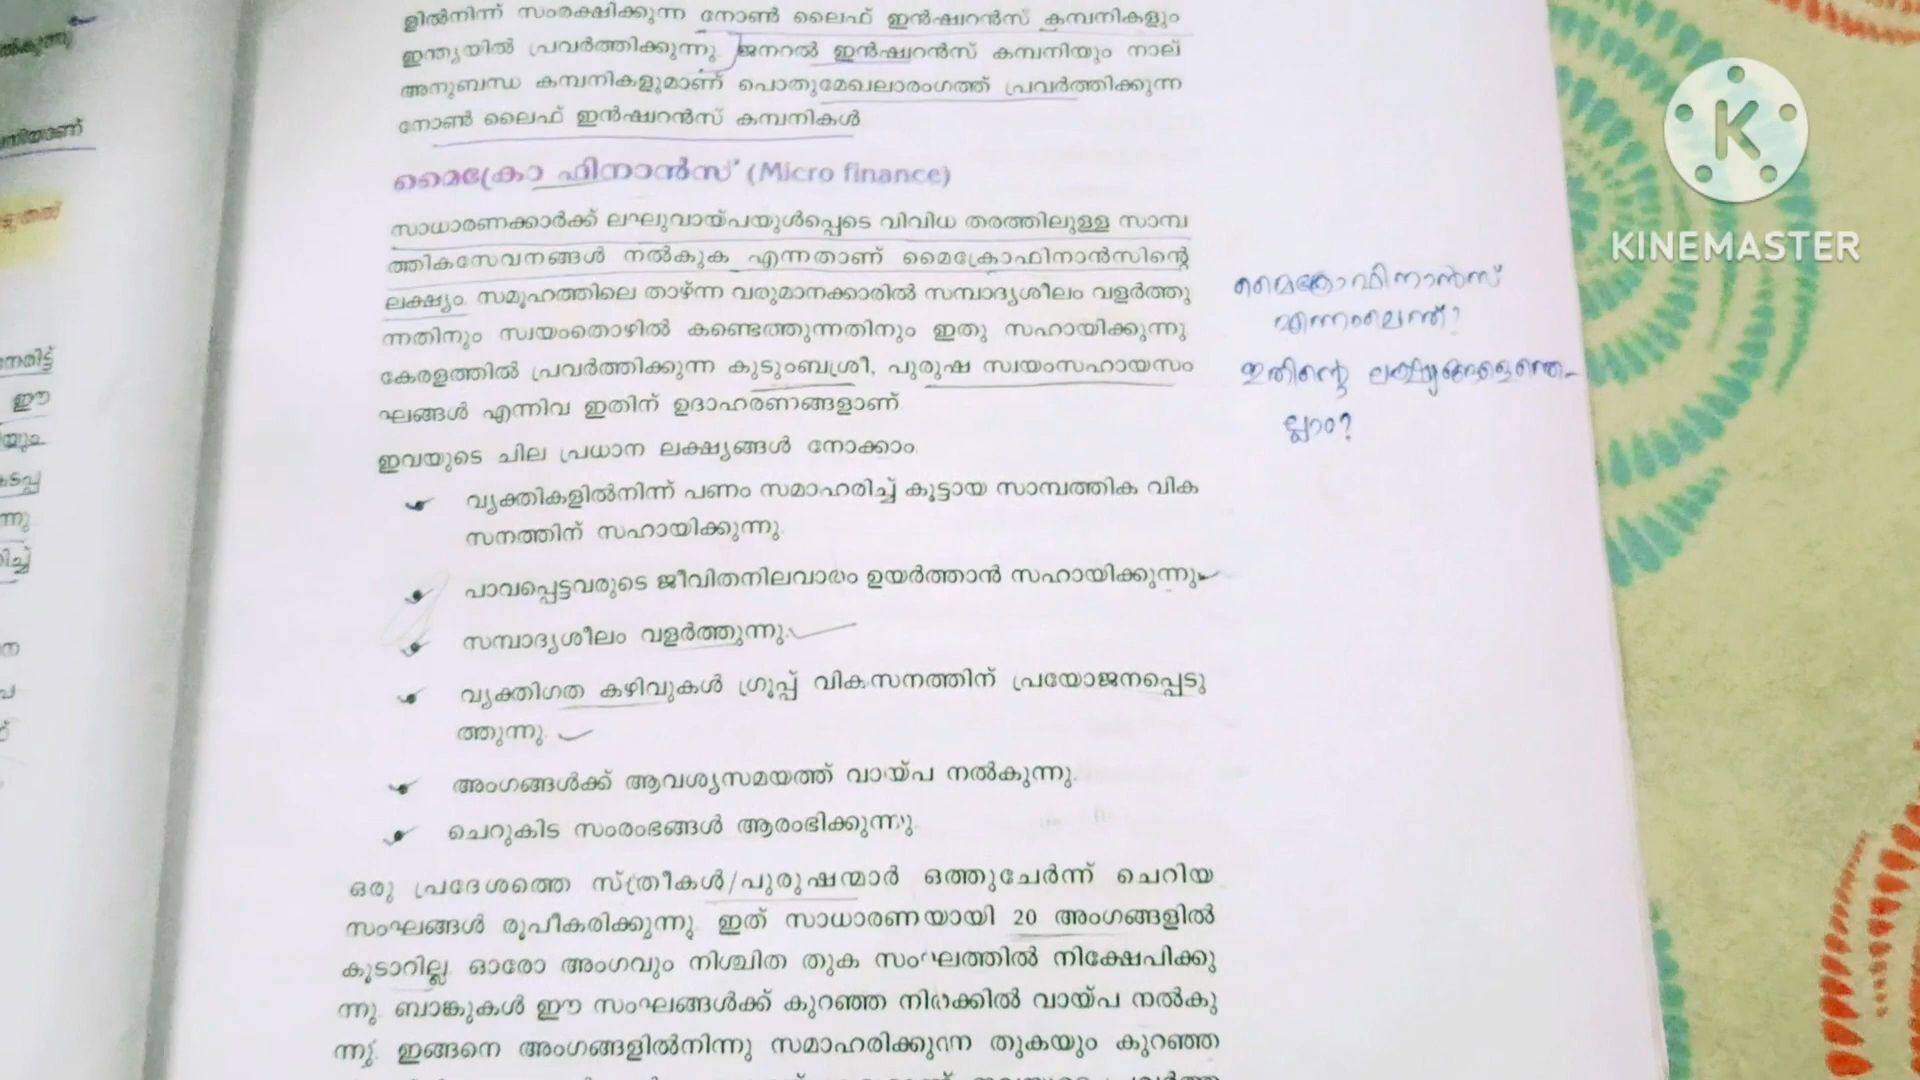 ളിൽനിന്ന് സംരക്ഷിക്കുന്ന നോൺ ലൈഫ് ഇൻഷ്വറൻസ് കമ്പനികളും
ഇന്ത്യയിൽ പ്രവർത്തിക്കുന്നു. ജനറൽ ഇൻഷ്വറൻസ് കമ്പനിയും നാല്
അനുബന്ധ കമ്പനികളുമാണ് പൊതുമേഖലാരംഗത്ത് പ്രവർത്തിക്കുന്ന
നോൺ ലൈഫ് ഇൻഷ്വറൻസ് കമ്പനികൾ
മൈക്രോ ഫിനാൻസ് (Micro finance)
സാധാരണക്കാർക്ക് ലഘുവായ്പയുൾപ്പെടെ വിവിധ തരത്തിലുള്ള സാമ്പ
ത്തികസേവനങ്ങൾ നൽകുക എന്നതാണ് മൈക്രോഫിനാൻസിന്റെ
ലക്ഷ്യം. സമൂഹത്തിലെ താഴ്ന്ന വരുമാനക്കാരിൽ സമ്പാദ്യശീലം വളർത്തു
ന്നതിനും സ്വയംതൊഴിൽ കണ്ടെത്തുന്നതിനും ഇതു സഹായിക്കുന്നു
കേരളത്തിൽ പ്രവർത്തിക്കുന്ന കുടുംബശ്രീ, പുരുഷ സ്വയംസഹായസം
ഘങ്ങൾ എന്നിവ ഇതിന് ഉദാഹരണങ്ങളാണ്.
ഇവയുടെ ചില പ്രധാന ലക്ഷ്യങ്ങൾ നോക്കാം.
വ്യക്തികളിൽനിന്ന് പണം സമാഹരിച്ച് കൂട്ടായ സാമ്പത്തിക വിക
സനത്തിന് സഹായിക്കുന്നു.
പാവപ്പെട്ടവരുടെ ജീവിതനിലവാരം ഉയർത്താൻ സഹായിക്കുന്നു.
സമ്പാദ്യശീലം വളർത്തുന്നു.
വ്യക്തിഗത കഴിവുകൾ ഗ്രൂപ്പ് വികസനത്തിന് പ്രയോജനപ്പെടു
ത്തുന്നു.
അംഗങ്ങൾക്ക് ആവശ്യസമയത്ത് വായ്പ നൽകുന്നു.
ചെറുകിട സംരംഭങ്ങൾ ആരംഭിക്കുന്നു.
ഒരു പ്രദേശത്തെ സ്ത്രീകൾ/പുരുഷന്മാർ ഒത്തുചേർന്ന് ചെറിയ
സംഘങ്ങൾ രൂപീകരിക്കുന്നു. ഇത് സാധാരണയായി 20 അംഗങ്ങളിൽ
കൂടാറില്ല. ഓരോ അംഗവും നിശ്ചിത തുക സംഘത്തിൽ നിക്ഷേപിക്കു
ന്നു. ബാങ്കുകൾ ഈ സംഘങ്ങൾക്ക് കുറഞ്ഞ നിരക്കിൽ വായ്പ നൽകു
ന്നു. ഇങ്ങനെ അംഗങ്ങളിൽനിന്നു സമാഹരിക്കുന്ന തുകയും കുറഞ്ഞ
മൈക്രോഫിനാൻസ്
എന്നാലെന്ത്?
ഇതിന്റെ ലക്ഷ്യങ്ങളെന്തെ-
ല്ലാം?
K
KINEMASTER